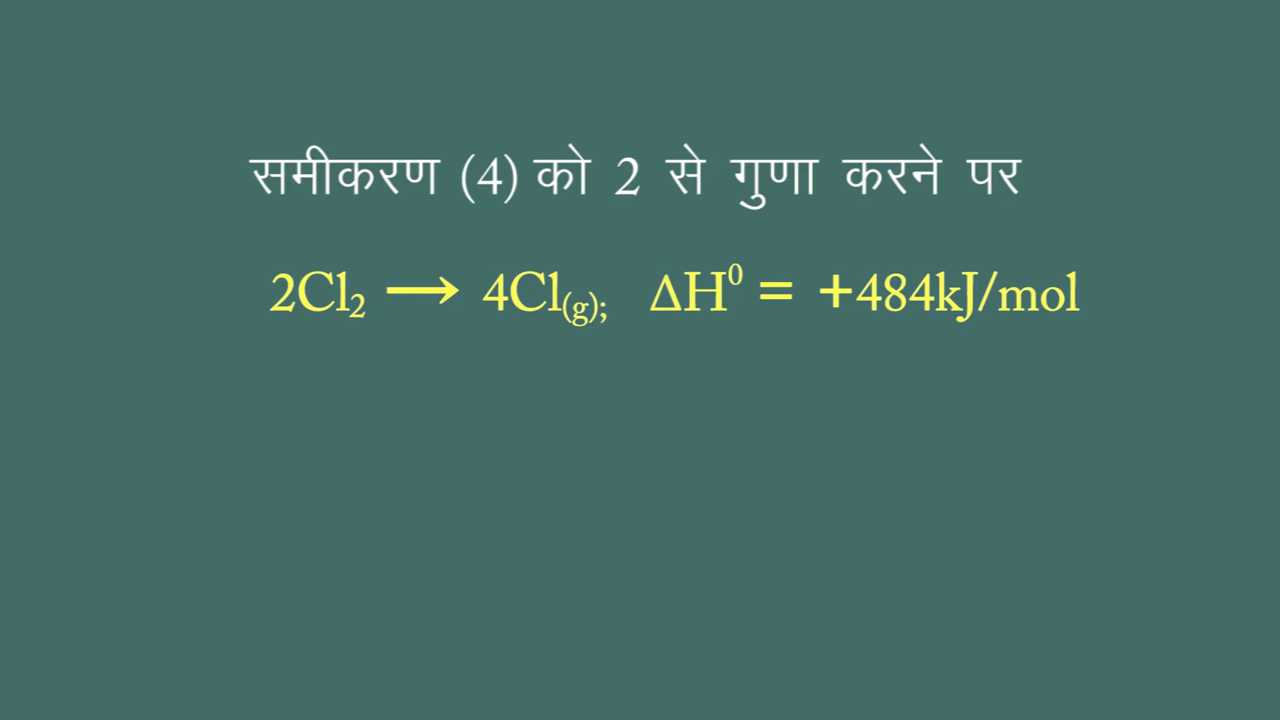 समीकरण (4) को 2 से गुणा करने पर
2Cl₂ ⟶ 4Cl₍g₎; ΔH⁰ = +484kJ/mol